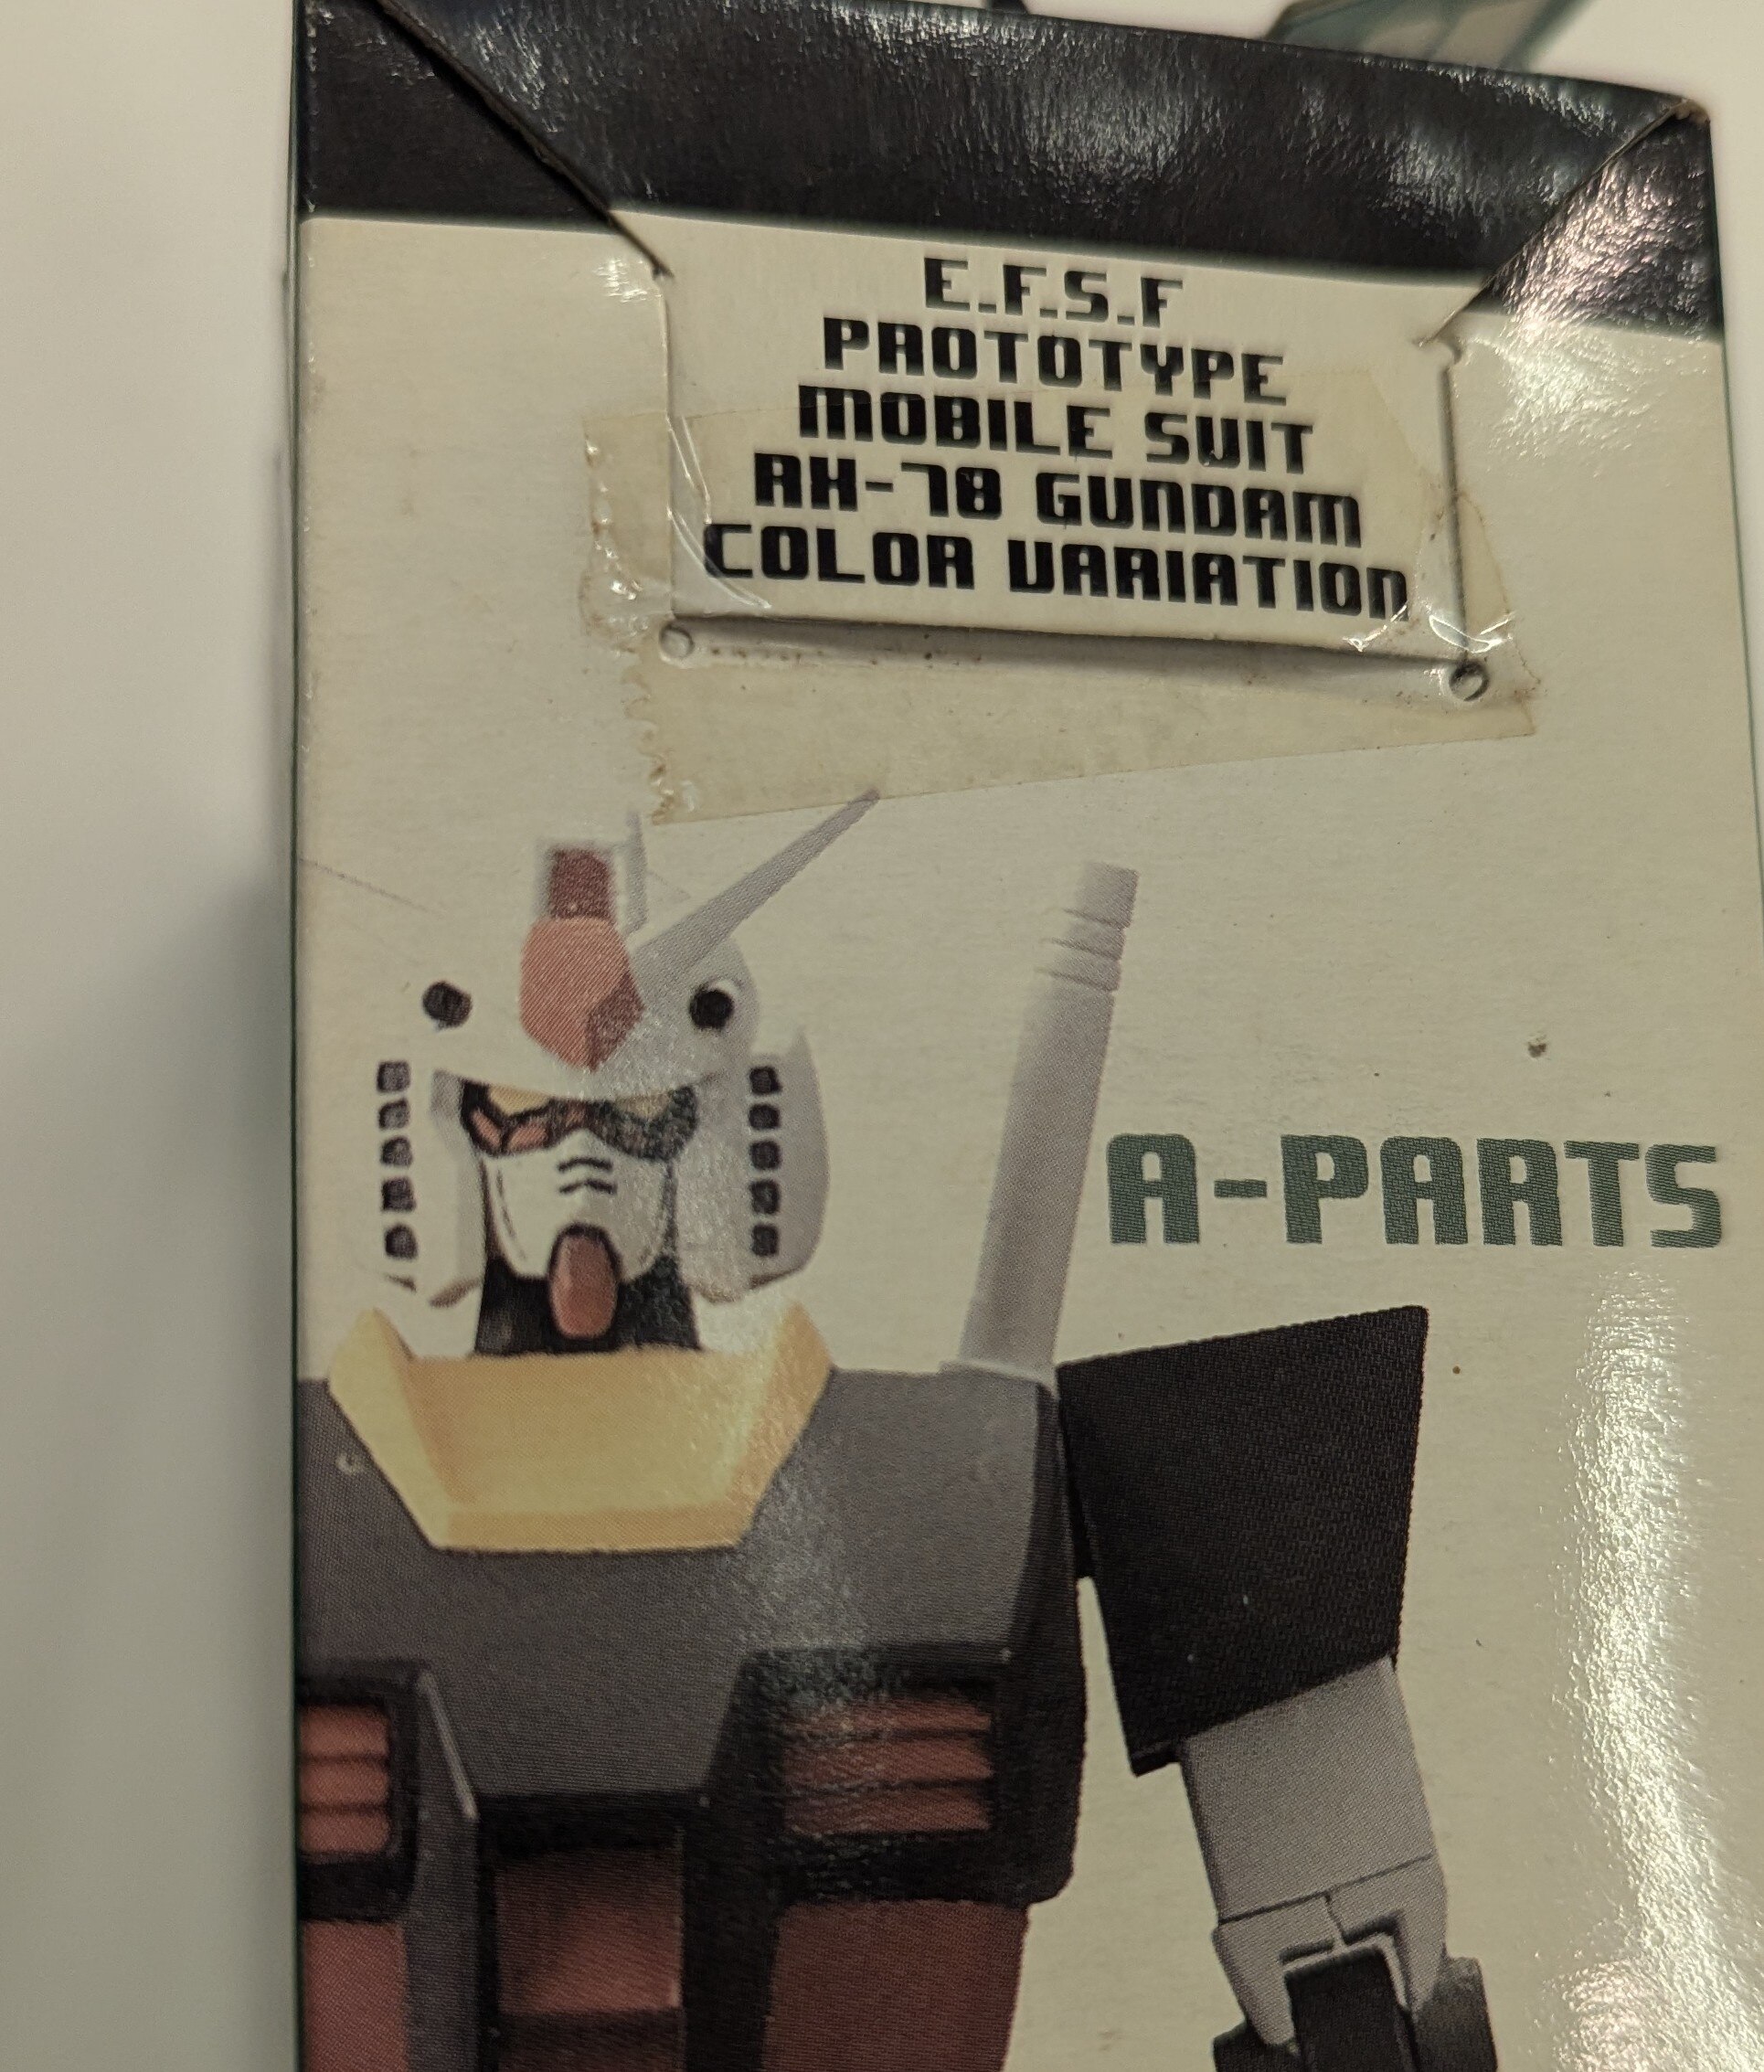 E.F.S.F
PROTOTYPE
MOBILE SUIT
RX-78 GUNDAM
COLOR VARIATION
A-PARTS